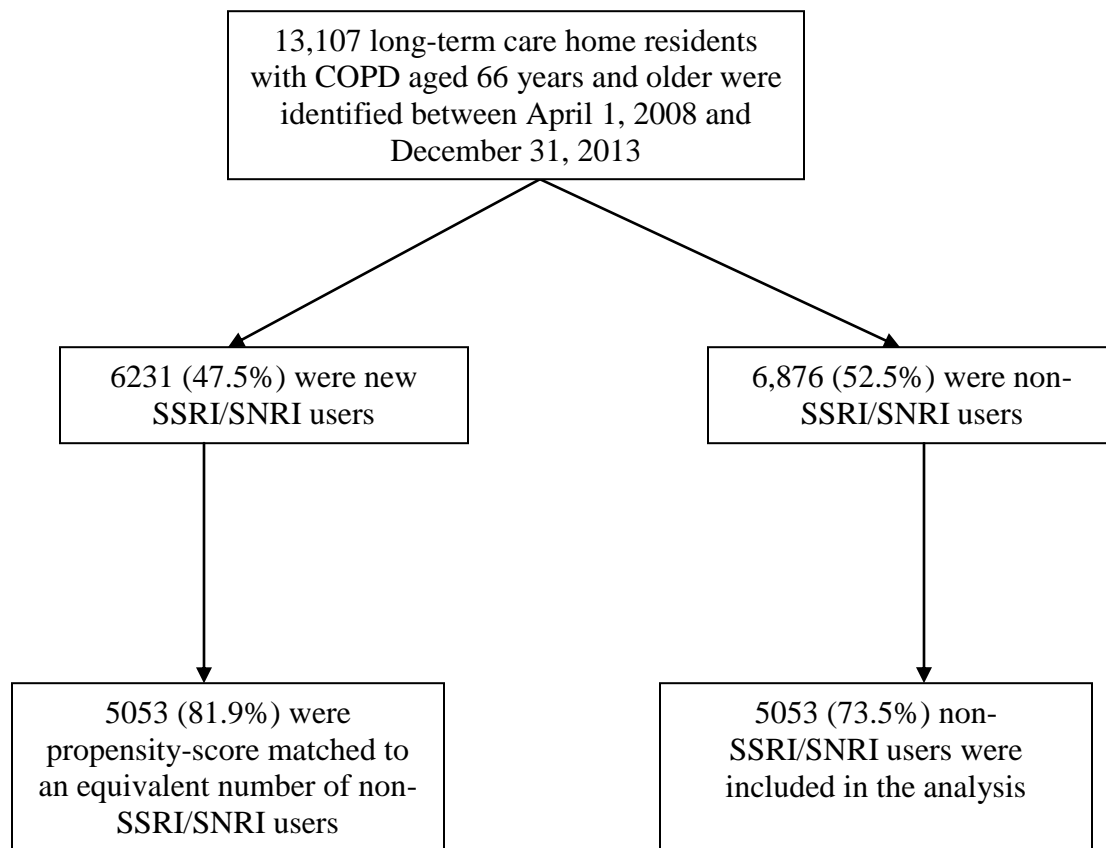 13,107 long-term care home residents
with COPD aged 66 years and older were
identified between April 1, 2008 and
December 31, 2013
6231 (47.5%) were new
SSRI/SNRI users
6,876 (52.5%) were non-
SSRI/SNRI users
5053 (81.9%) were
propensity-score matched to
an equivalent number of non-
SSRI/SNRI users
5053 (73.5%) non-
SSRI/SNRI users were
included in the analysis